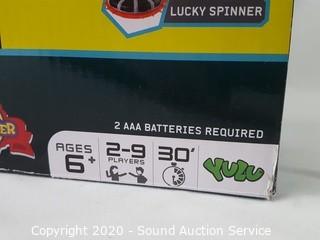 LUCKY SPINNER
2 AAA BATTERIES REQUIRED
AGES
6+
2-9
PLAYERS
30'
YULU
Copyright 2020 - Sound Auction Service